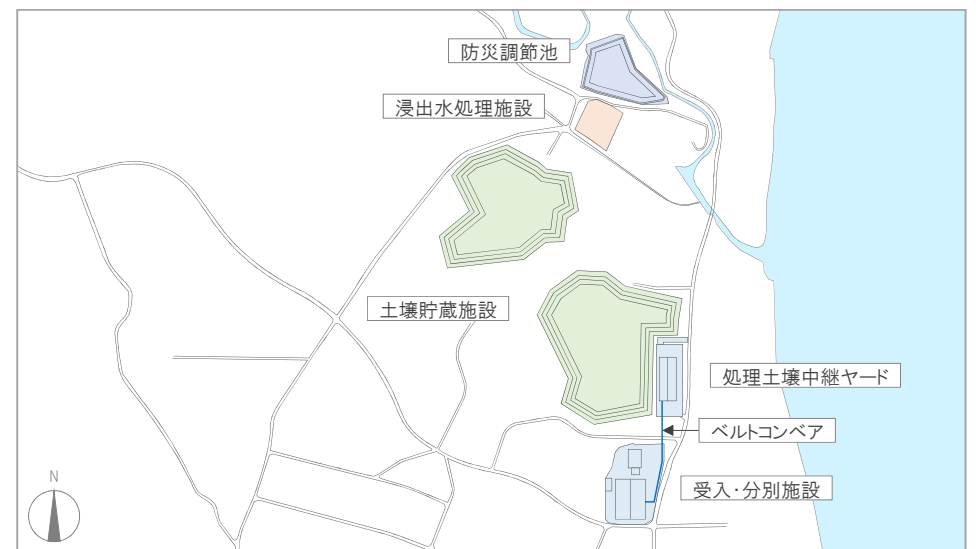 防災調節池
浸出水処理施設
土壌貯蔵施設
処理土壌中継ヤード
ベルトコンベア
受入・分別施設
N